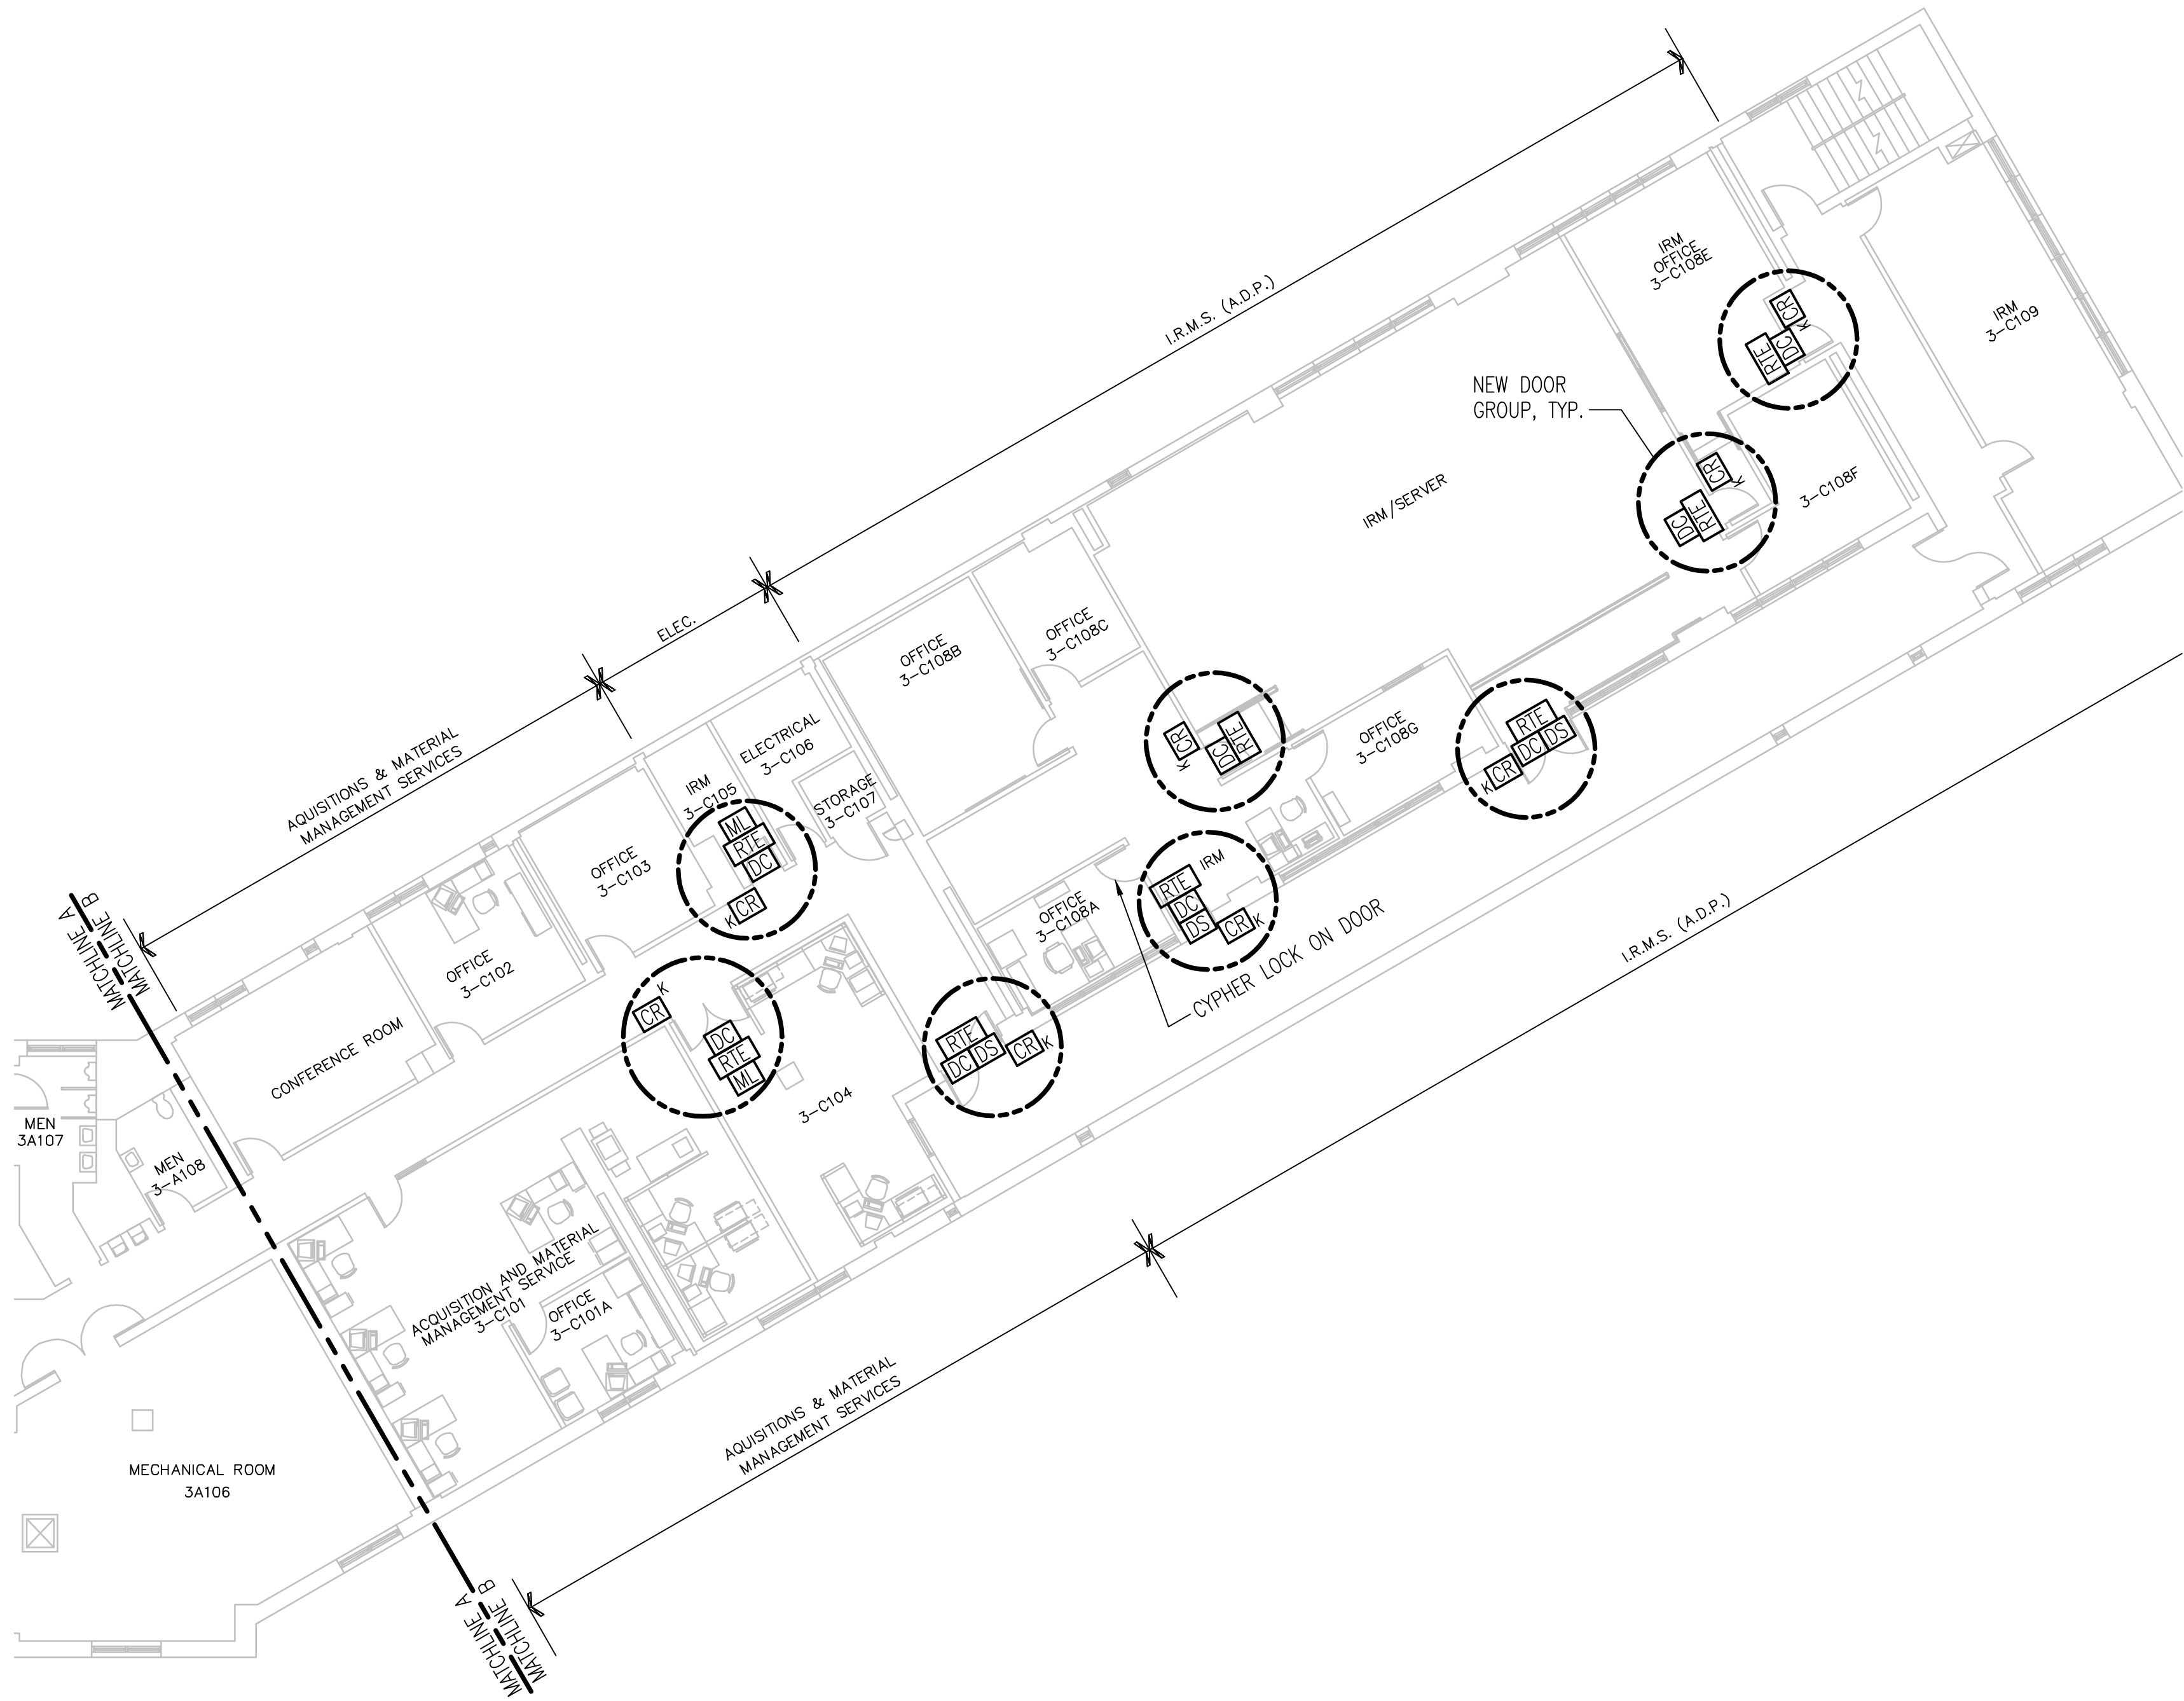 I.R.M.S. (A.D.P.)
IRM
OFFICE
3-C108E
IRM
3-C109
CR
K
DC
RTE
NEW DOOR
GROUP, TYP.
CR
K
DC
RTE
3-C108F
IRM/SERVER
ELEC.
OFFICE
3-C108C
OFFICE
3-C108B
AQUISITIONS & MATERIAL
MANAGEMENT SERVICES
ELECTRICAL
3-C106
IRM
3-C105
STORAGE
3-C107
OFFICE
3-C108G
CR
K
DC
RTE
RTE
DC
DS
CR
K
ML
RTE
DC
CR
K
OFFICE
3-C103
OFFICE
3-C102
RTE
IRM
DC
DS
CR
K
OFFICE
3-C108A
CYPHER LOCK ON DOOR
I.R.M.S. (A.D.P.)
MATCHLINE A
MATCHLINE B
CONFERENCE ROOM
CR
K
DC
RTE
ML
RTE
DC
DS
CR
K
3-C104
MEN
3A107
MEN
3-A108
ACQUISITION AND MATERIAL
MANAGEMENT SERVICE
3-C101
OFFICE
3-C101A
AQUISITIONS & MATERIAL
MANAGEMENT SERVICES
MECHANICAL ROOM
3A106
MATCHLINE A
MATCHLINE B